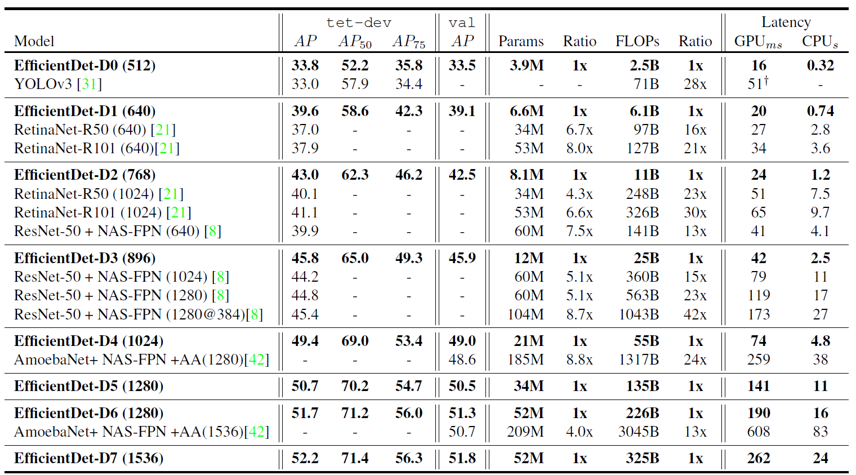 tet-dev val Latency
Model AP AP50 AP75 AP Params Ratio FLOPs Ratio GPUms CPUs
EfficientDet-D0 (512) 33.8 52.2 35.8 33.5 3.9M 1x 2.5B 1x 16 0.32
YOLOv3 [31] 33.0 57.9 34.4 - - 71B 28x 51† -
EfficientDet-D1 (640) 39.6 58.6 42.3 39.1 6.6M 1x 6.1B 1x 20 0.74
RetinaNet-R50 (640) [21] 37.0 - - - 34M 6.7x 97B 16x 27 2.8
RetinaNet-R101 (640)[21] 37.9 - - - 53M 8.0x 127B 21x 34 3.6
EfficientDet-D2 (768) 43.0 62.3 46.2 42.5 8.1M 1x 11B 1x 24 1.2
RetinaNet-R50 (1024) [21] 40.1 - - - 34M 4.3x 248B 23x 51 7.5
RetinaNet-R101 (1024) [21] 41.1 - - - 53M 6.6x 326B 30x 65 9.7
ResNet-50 + NAS-FPN (640) [8] 39.9 - - - 60M 7.5x 141B 13x 41 4.1
EfficientDet-D3 (896) 45.8 65.0 49.3 45.9 12M 1x 25B 1x 42 2.5
ResNet-50 + NAS-FPN (1024) [8] 44.2 - - - 60M 5.1x 360B 15x 79 11
ResNet-50 + NAS-FPN (1280) [8] 44.8 - - - 60M 5.1x 563B 23x 119 17
ResNet-50 + NAS-FPN (1280@384)[8] 45.4 - - - 104M 8.7x 1043B 42x 173 27
EfficientDet-D4 (1024) 49.4 69.0 53.4 49.0 21M 1x 55B 1x 74 4.8
AmoebaNet+ NAS-FPN +AA(1280)[42] - - - 48.6 185M 8.8x 1317B 24x 259 38
EfficientDet-D5 (1280) 50.7 70.2 54.7 50.5 34M 1x 135B 1x 141 11
EfficientDet-D6 (1280) 51.7 71.2 56.0 51.3 52M 1x 226B 1x 190 16
AmoebaNet+ NAS-FPN +AA(1536)[42] - - - 50.7 209M 4.0x 3045B 13x 608 83
EfficientDet-D7 (1536) 52.2 71.4 56.3 51.8 52M 1x 325B 1x 262 24